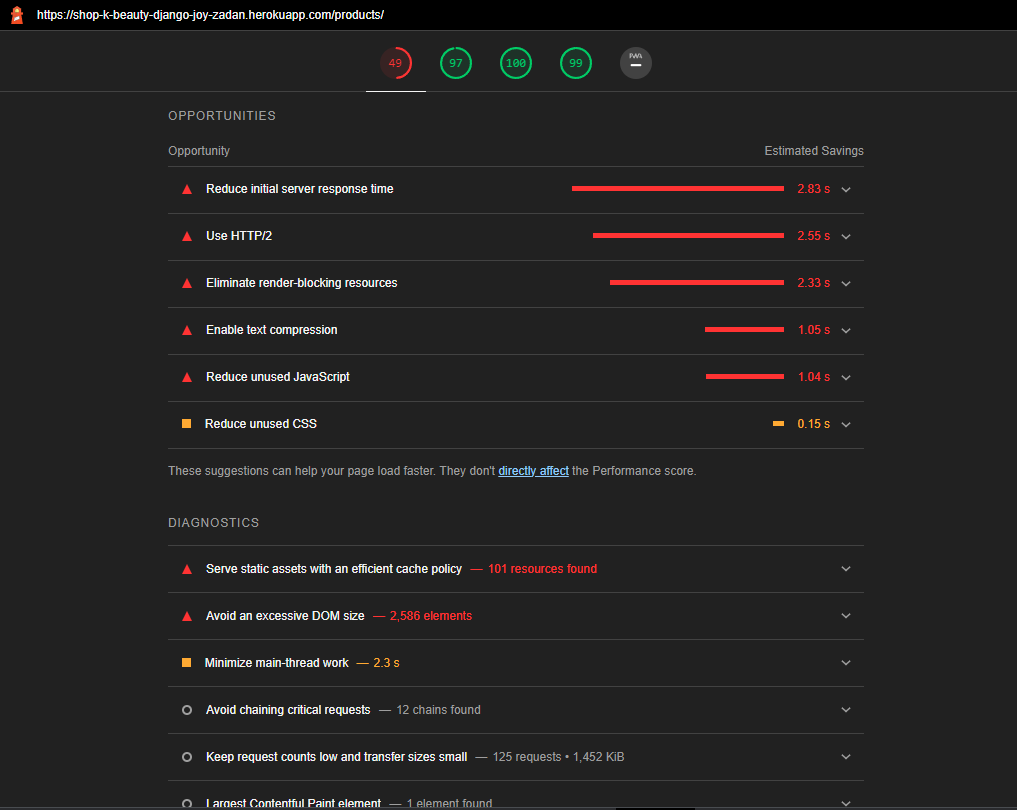 https://shop-k-beauty-django-joy-zadan.herokuapp.com/products/
49 97 100 99 PWA
OPPORTUNITIES
Opportunity Estimated Savings
Reduce initial server response time 2.83 s
Use HTTP/2 2.55 s
Eliminate render-blocking resources 2.33 s
Enable text compression 1.05 s
Reduce unused JavaScript 1.04 s
Reduce unused CSS 0.15 s
These suggestions can help your page load faster. They don't directly affect the Performance score.
DIAGNOSTICS
Serve static assets with an efficient cache policy — 101 resources found
Avoid an excessive DOM size — 2,586 elements
Minimize main-thread work — 2.3 s
Avoid chaining critical requests — 12 chains found
Keep request counts low and transfer sizes small — 125 requests • 1,452 KiB
Largest Contentful Paint element — 1 element found